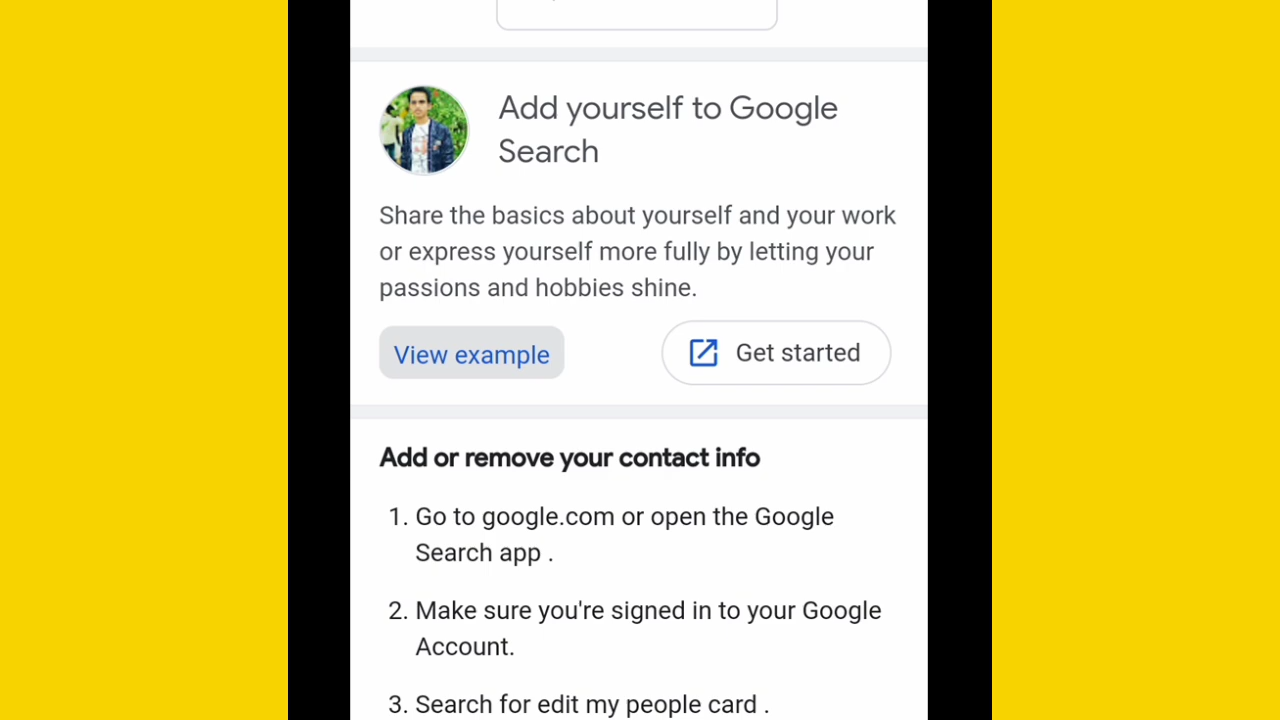 Add yourself to Google
Search
Share the basics about yourself and your work
or express yourself more fully by letting your
passions and hobbies shine.
View example
Get started
Add or remove your contact info
1. Go to google.com or open the Google
Search app .
2. Make sure you're signed in to your Google
Account.
3. Search for edit my people card .